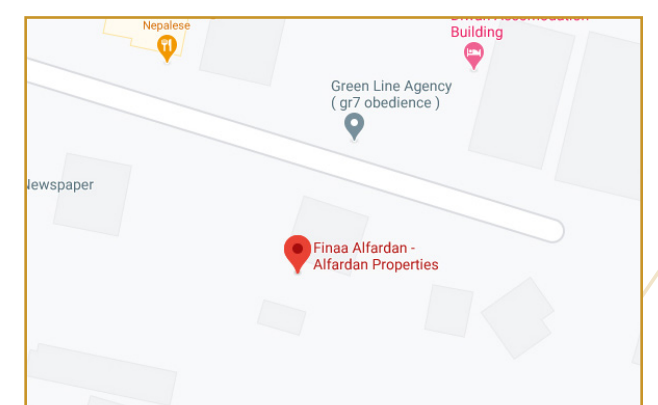 Nepalese
Building
Green Line Agency
( gr7 obedience )
Newspaper
Finaa Alfardan -
Alfardan Properties